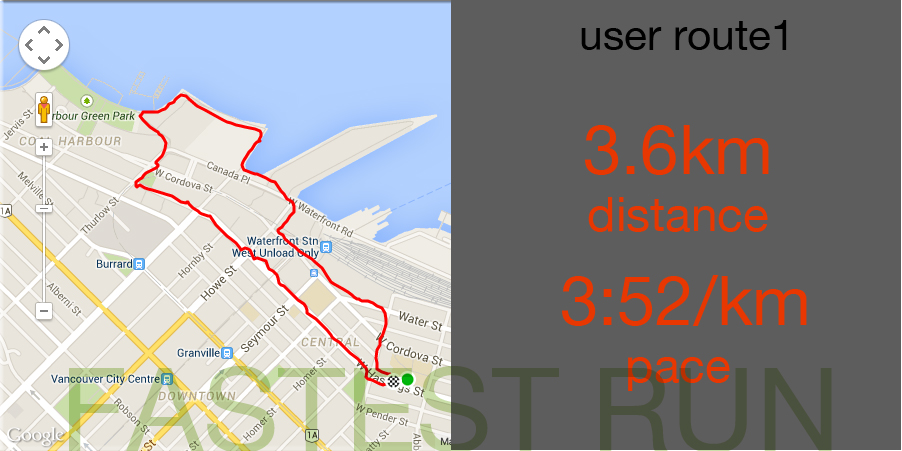 user route1
3.6km
distance
3:52/km
pace
FASTEST RUN
rbour Green Park
Jervis St
HARBOUR
Canada Pl
W Cordova St
Melville St
W Waterfront Rd
1A
Thurlow St
Waterfront Stn
West Unload Only
Burrard
Hornby St
Howe St
Alberni St
Seymour St
Water St
CENTRAL
W Cordova St
Granville
Homer St
Vancouver City Centre
W Hastings St
DOWNTOWN
W Pender St
Robson St
Homer St
1A
Google